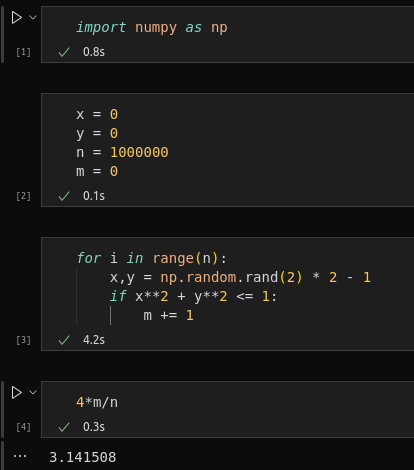 import numpy as np
[1] ✓ 0.8s
x = 0
y = 0
n = 1000000
m = 0
[2] ✓ 0.1s
for i in range(n):
    x,y = np.random.rand(2) * 2 - 1
    if x**2 + y**2 <= 1:
        m += 1
[3] ✓ 4.2s
4*m/n
[4] ✓ 0.3s
... 3.141508